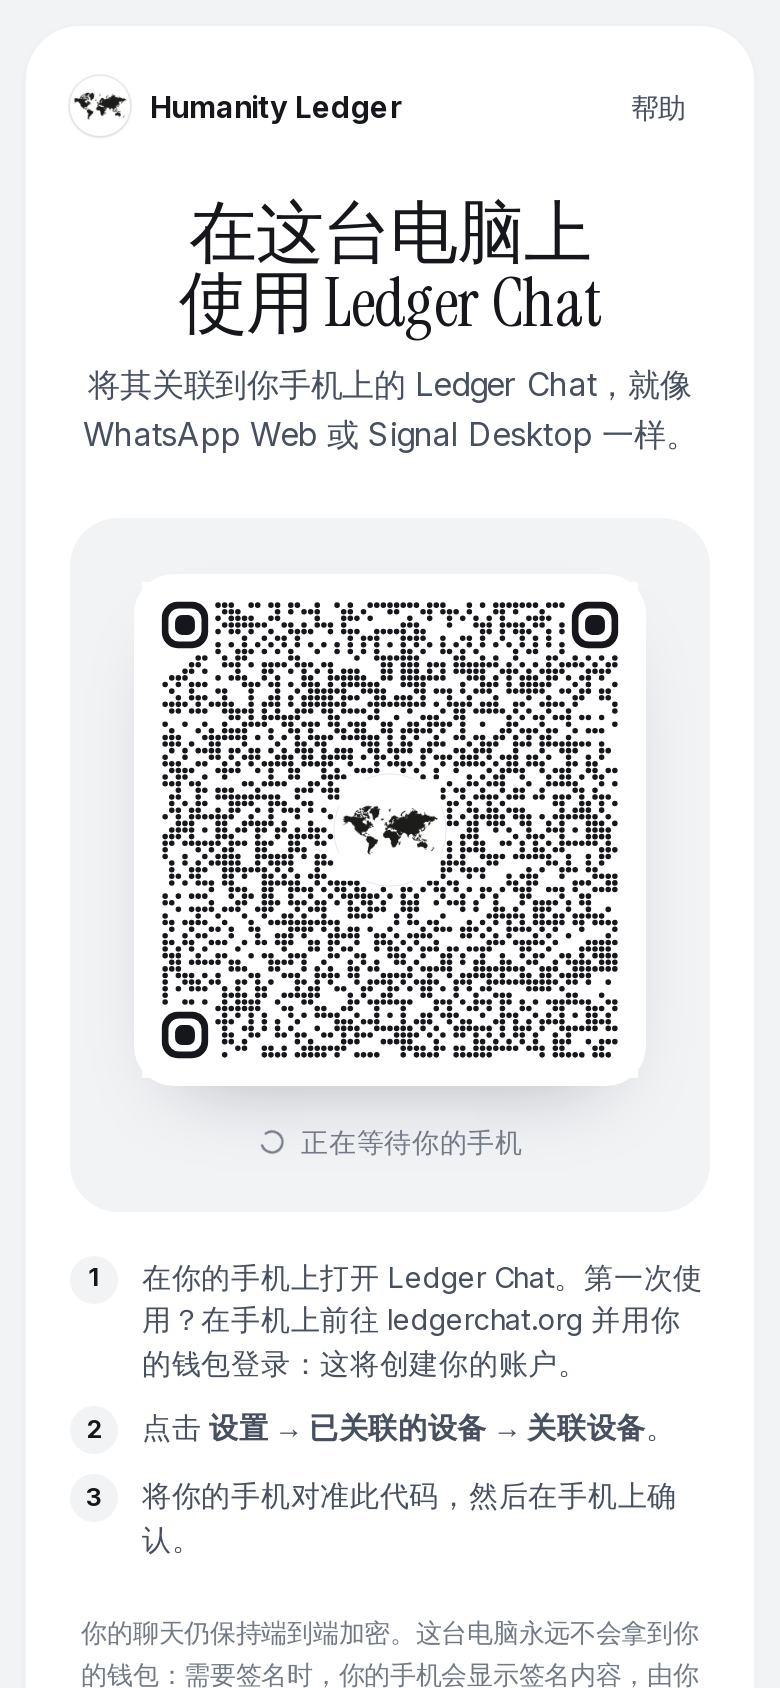 Humanity Ledger
帮助
在这台电脑上
使用 Ledger Chat
将其关联到你手机上的 Ledger Chat，就像
WhatsApp Web 或 Signal Desktop 一样。
正在等待你的手机
1
在你的手机上打开 Ledger Chat。第一次使
用？在手机上前往 ledgerchat.org 并用你
的钱包登录：这将创建你的账户。
2
点击 设置 → 已关联的设备 → 关联设备。
3
将你的手机对准此代码，然后在手机上确
认。
你的聊天仍保持端到端加密。这台电脑永远不会拿到你
的钱包：需要签名时，你的手机会显示签名内容，由你